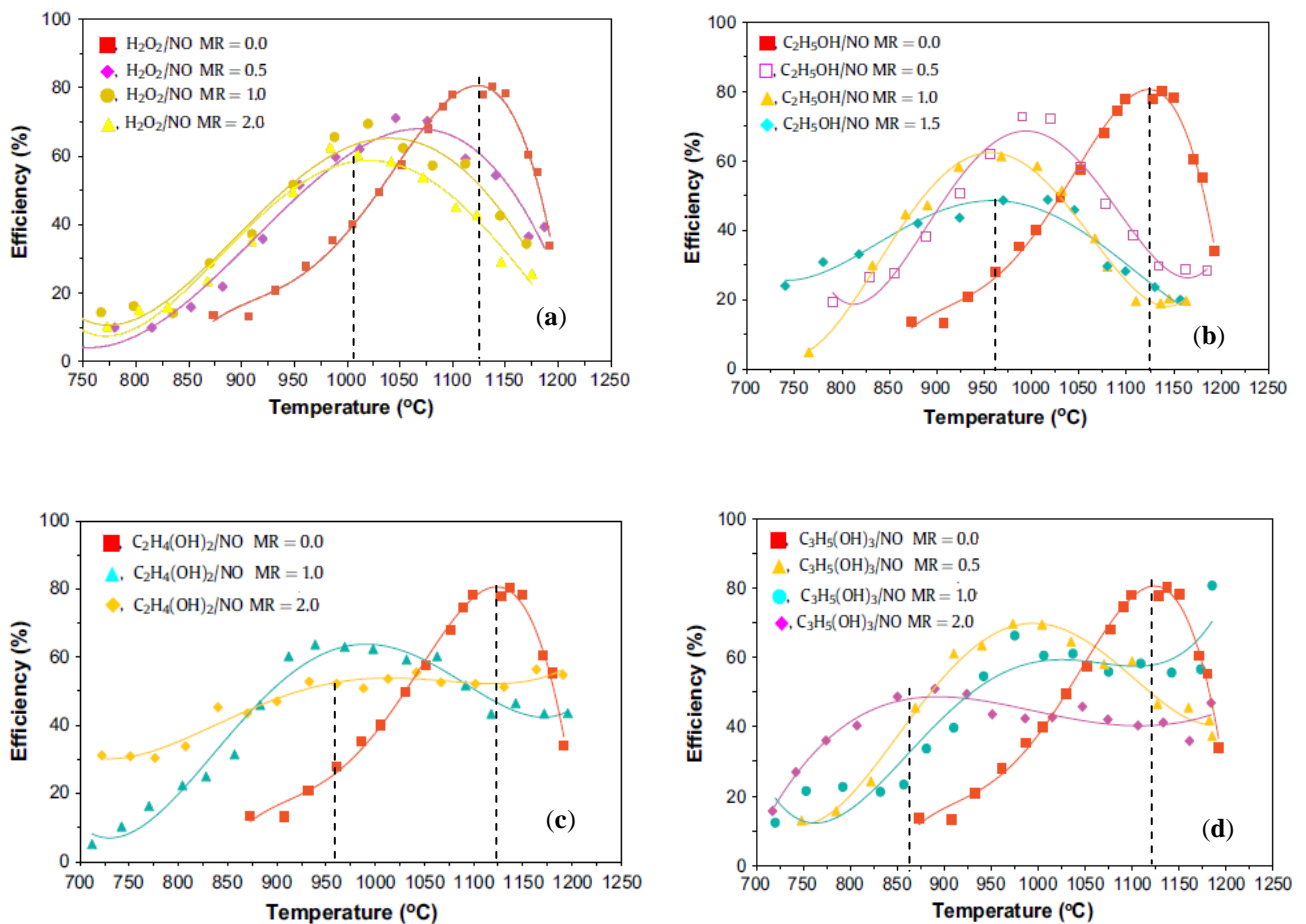 100
80
60
40
20
0
Efficiency (%)
■, H₂O₂/NO MR = 0.0
◆, H₂O₂/NO MR = 0.5
●, H₂O₂/NO MR = 1.0
▲, H₂O₂/NO MR = 2.0
(a)
750 800 850 900 950 1000 1050 1100 1150 1200 1250
Temperature (°C)
100
80
60
40
20
0
Efficiency (%)
■, C₂H₅OH/NO MR = 0.0
□, C₂H₅OH/NO MR = 0.5
▲, C₂H₅OH/NO MR = 1.0
◆, C₂H₅OH/NO MR = 1.5
(b)
700 750 800 850 900 950 1000 1050 1100 1150 1200 1250
Temperature (°C)
100
80
60
40
20
0
Efficiency (%)
■, C₂H₄(OH)₂/NO MR = 0.0
▲, C₂H₄(OH)₂/NO MR = 1.0
◆, C₂H₄(OH)₂/NO MR = 2.0
(c)
700 750 800 850 900 950 1000 1050 1100 1150 1200 1250
Temperature (°C)
100
80
60
40
20
0
Efficiency (%)
■, C₃H₅(OH)₃/NO MR = 0.0
▲, C₃H₅(OH)₃/NO MR = 0.5
●, C₃H₅(OH)₃/NO MR = 1.0
◆, C₃H₅(OH)₃/NO MR = 2.0
(d)
700 750 800 850 900 950 1000 1050 1100 1150 1200 1250
Temperature (°C)